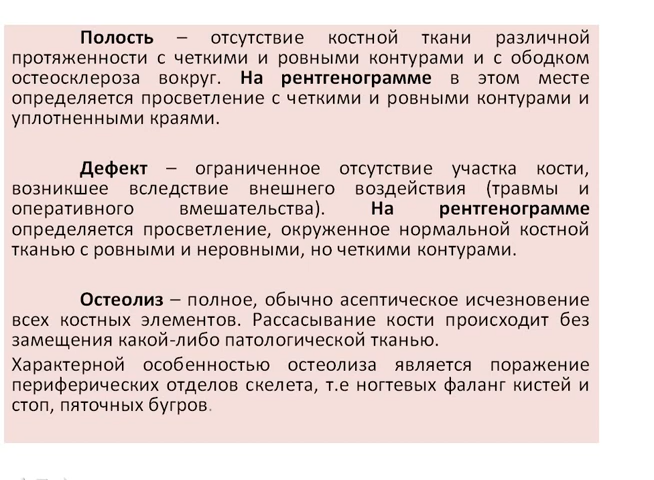 Полость – отсутствие костной ткани различной
протяженности с четкими и ровными контурами и с ободком
остеосклероза вокруг. На рентгенограмме в этом месте
определяется просветление с четкими и ровными контурами и
уплотненными краями.
Дефект – ограниченное отсутствие участка кости,
возникшее вследствие внешнего воздействия (травмы и
оперативного вмешательства). На рентгенограмме
определяется просветление, окруженное нормальной костной
тканью с ровными и неровными, но четкими контурами.
Остеолиз – полное, обычно асептическое исчезновение
всех костных элементов. Рассасывание кости происходит без
замещения какой-либо патологической тканью.
Характерной особенностью остеолиза является поражение
периферических отделов скелета, т.е ногтевых фаланг кистей и
стоп, пяточных бугров.